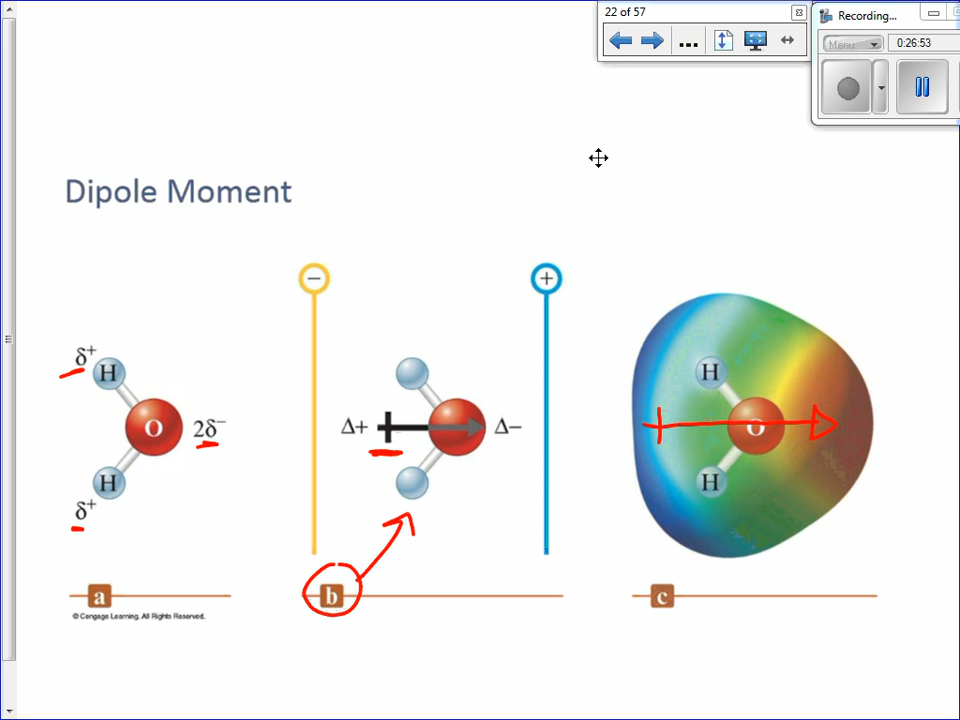 22 of 57
Recording...
Menu
0:26:53
Dipole Moment
−
+
δ+
H
O
2δ−
H
δ+
Δ+
Δ−
H
O
H
a
b
c
© Cengage Learning. All Rights Reserved.